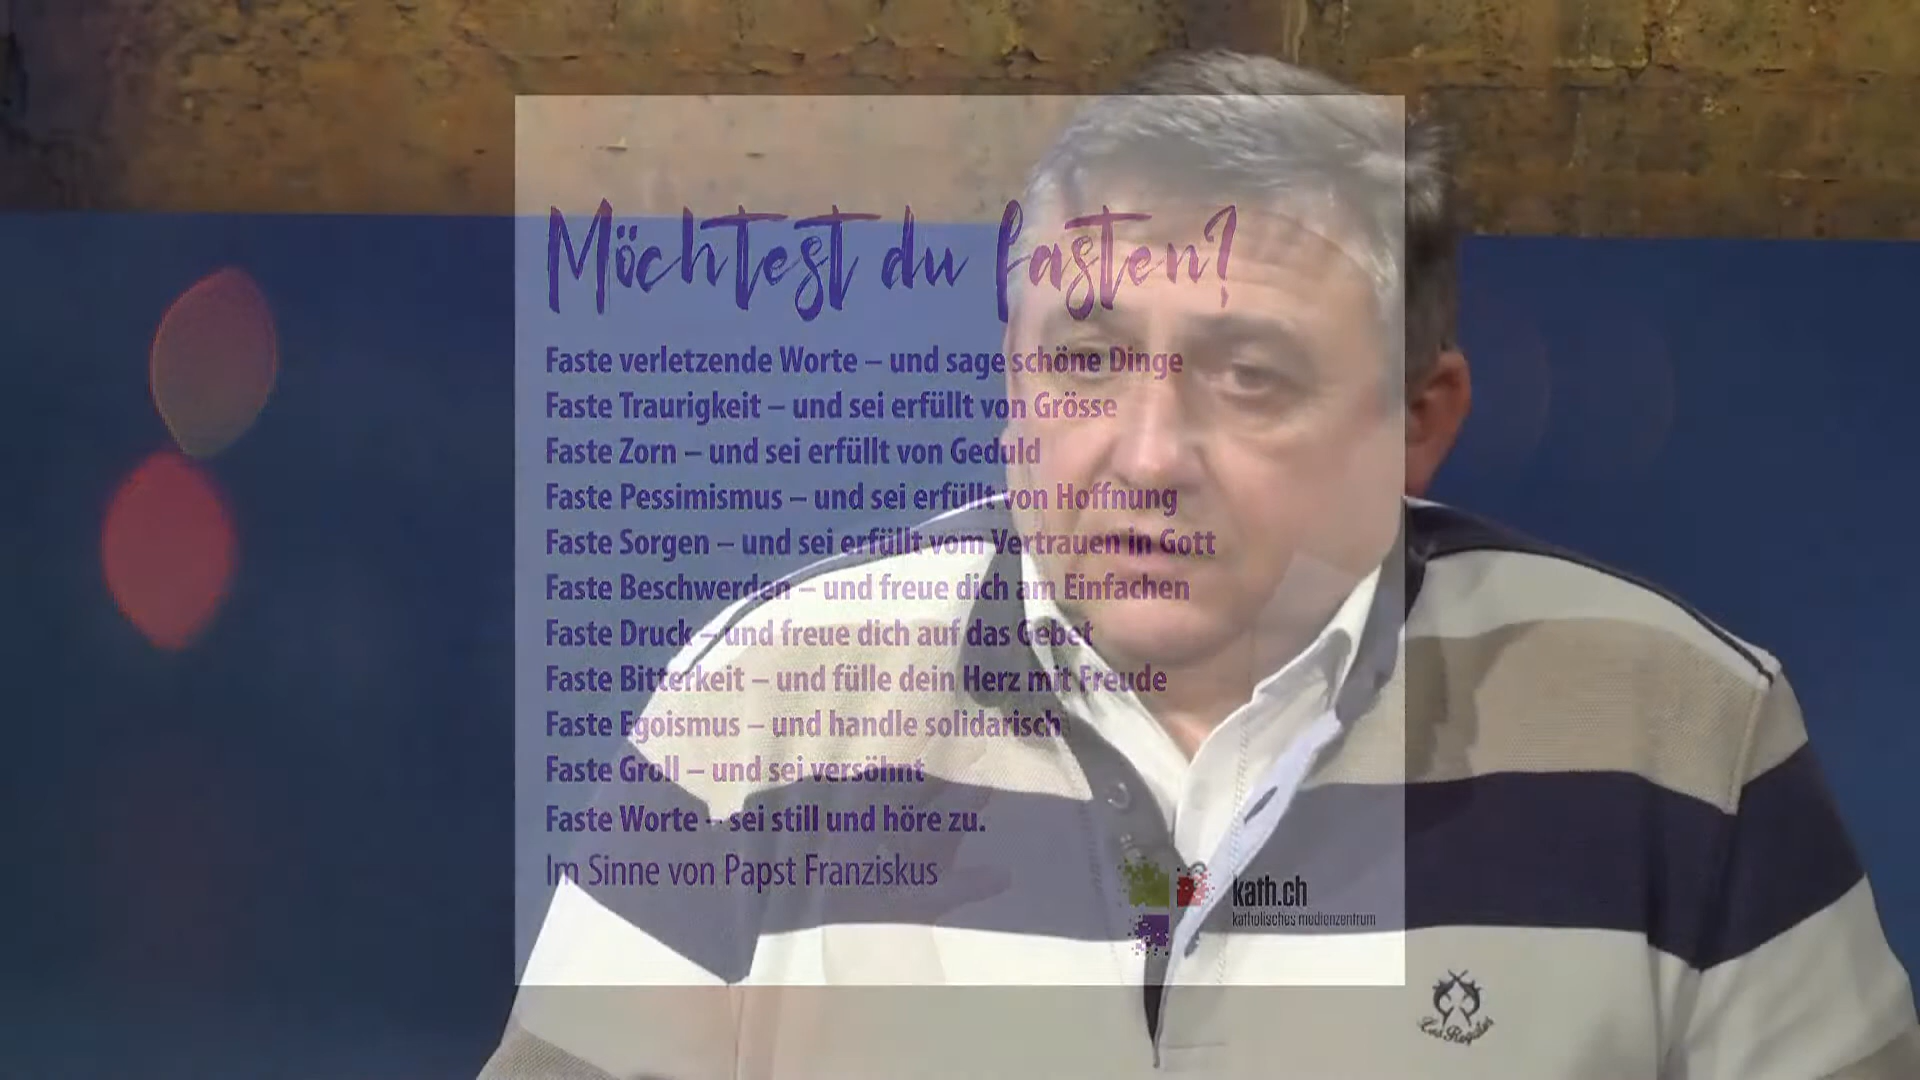 Möchtest du fasten?
Faste verletzende Worte – und sage schöne Dinge
Faste Traurigkeit – und sei erfüllt von Grösse
Faste Zorn – und sei erfüllt von Geduld
Faste Pessimismus – und sei erfüllt von Hoffnung
Faste Sorgen – und sei erfüllt vom Vertrauen in Gott
Faste Beschwerden – und freue dich am Einfachen
Faste Druck – und freue dich auf das Gebet
Faste Bitterkeit – und fülle dein Herz mit Freude
Faste Egoismus – und handle solidarisch
Faste Groll – und sei versöhnt
Faste Worte – sei still und höre zu.
Im Sinne von Papst Franziskus
kath.ch
katholisches medienzentrum